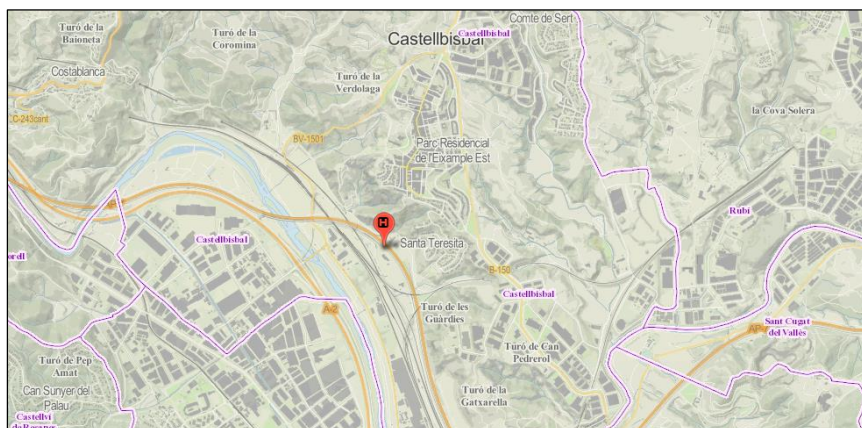 Turó de la
Baioneta
Turó de la
Coromina
Comte de Sert
Castellbisbal
Castellbisbal
Costablanca
Turó de la
Verdolaga
C-243cant
BV-1501
la Cova Solera
Parc Residencial
de l'Eixample Est
Rubí
Castellbisbal
H
Santa Teresita
B-150
Castellbisbal
A-2
Turó de les
Guàrdies
Sant Cugat
del Vallès
Turó de Can
Pedrerol
Turó de Pep
Amat
Can Sunyer del
Palau
Turó de la
Gatxarella
Castellví